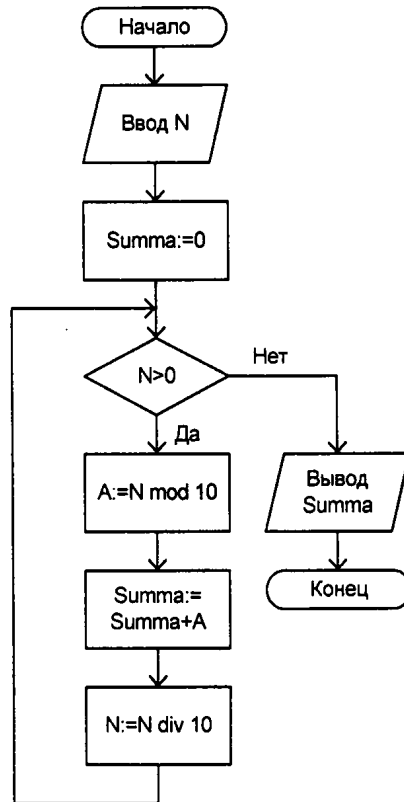 Начало
Ввод N
Summa:=0
N>0
Нет
Да
A:=N mod 10
Вывод
Summa
Summa:=
Summa+A
Конец
N:=N div 10